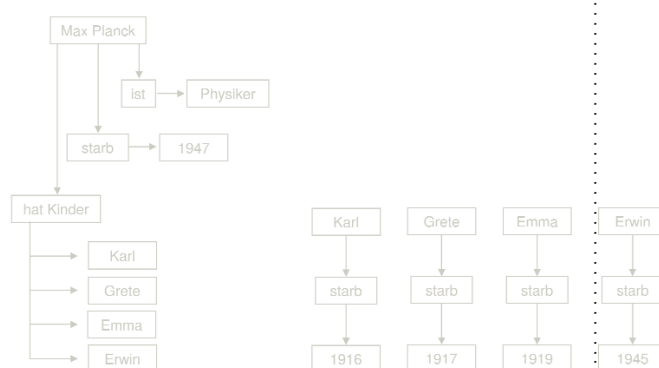 Max Planck
ist Physiker
starb 1947
hat Kinder
Karl Grete Emma Erwin
Karl
starb starb starb starb
Grete
Emma
Erwin 1916 1917 1919 1945